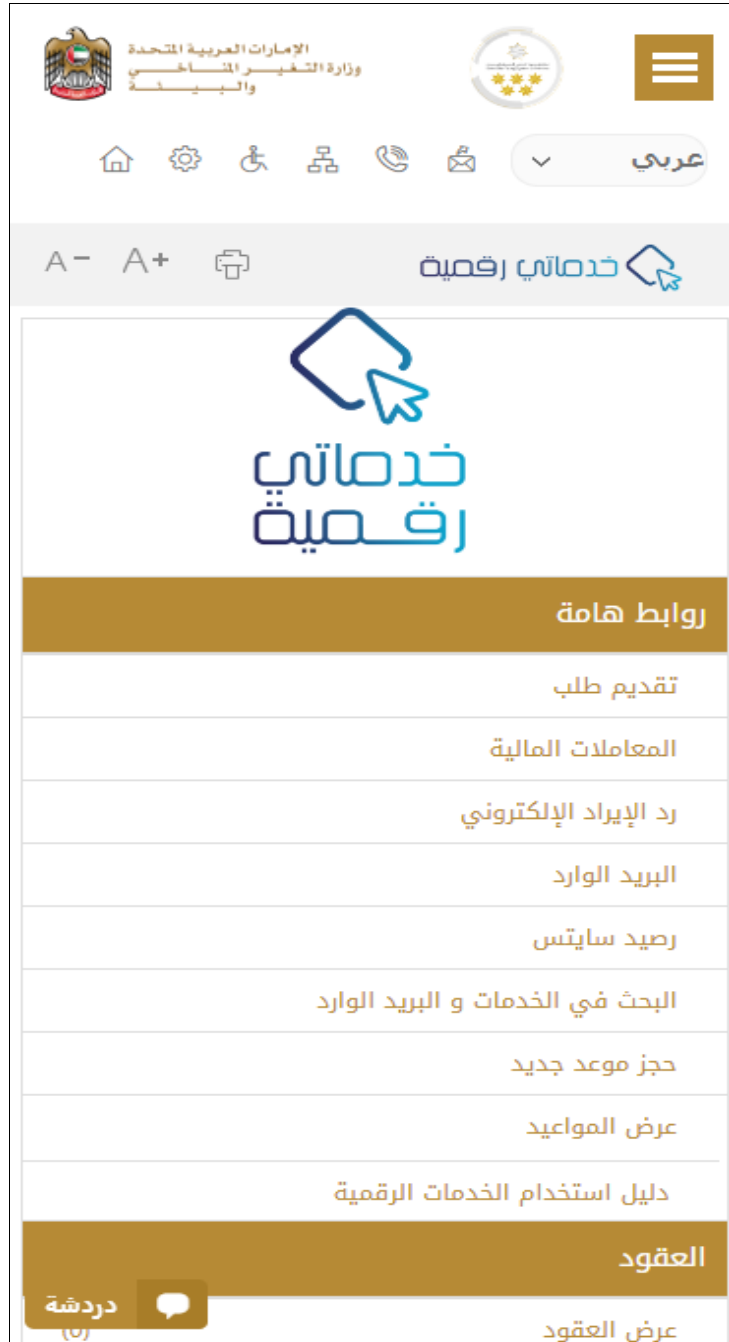 الإمارات العربية المتحدة
وزارة التغيير المناخي
والبيئة
عربي
خدماتي رقمية
A+
A-
خدماتي
رقمية
روابط هامة
تقديم طلب
المعاملات المالية
رد الإيراد الإلكتروني
البريد الوارد
رصيد سايتس
البحث في الخدمات و البريد الوارد
حجز موعد جديد
عرض المواعيد
دليل استخدام الخدمات الرقمية
العقود
دردشة
عرض العقود
(0)